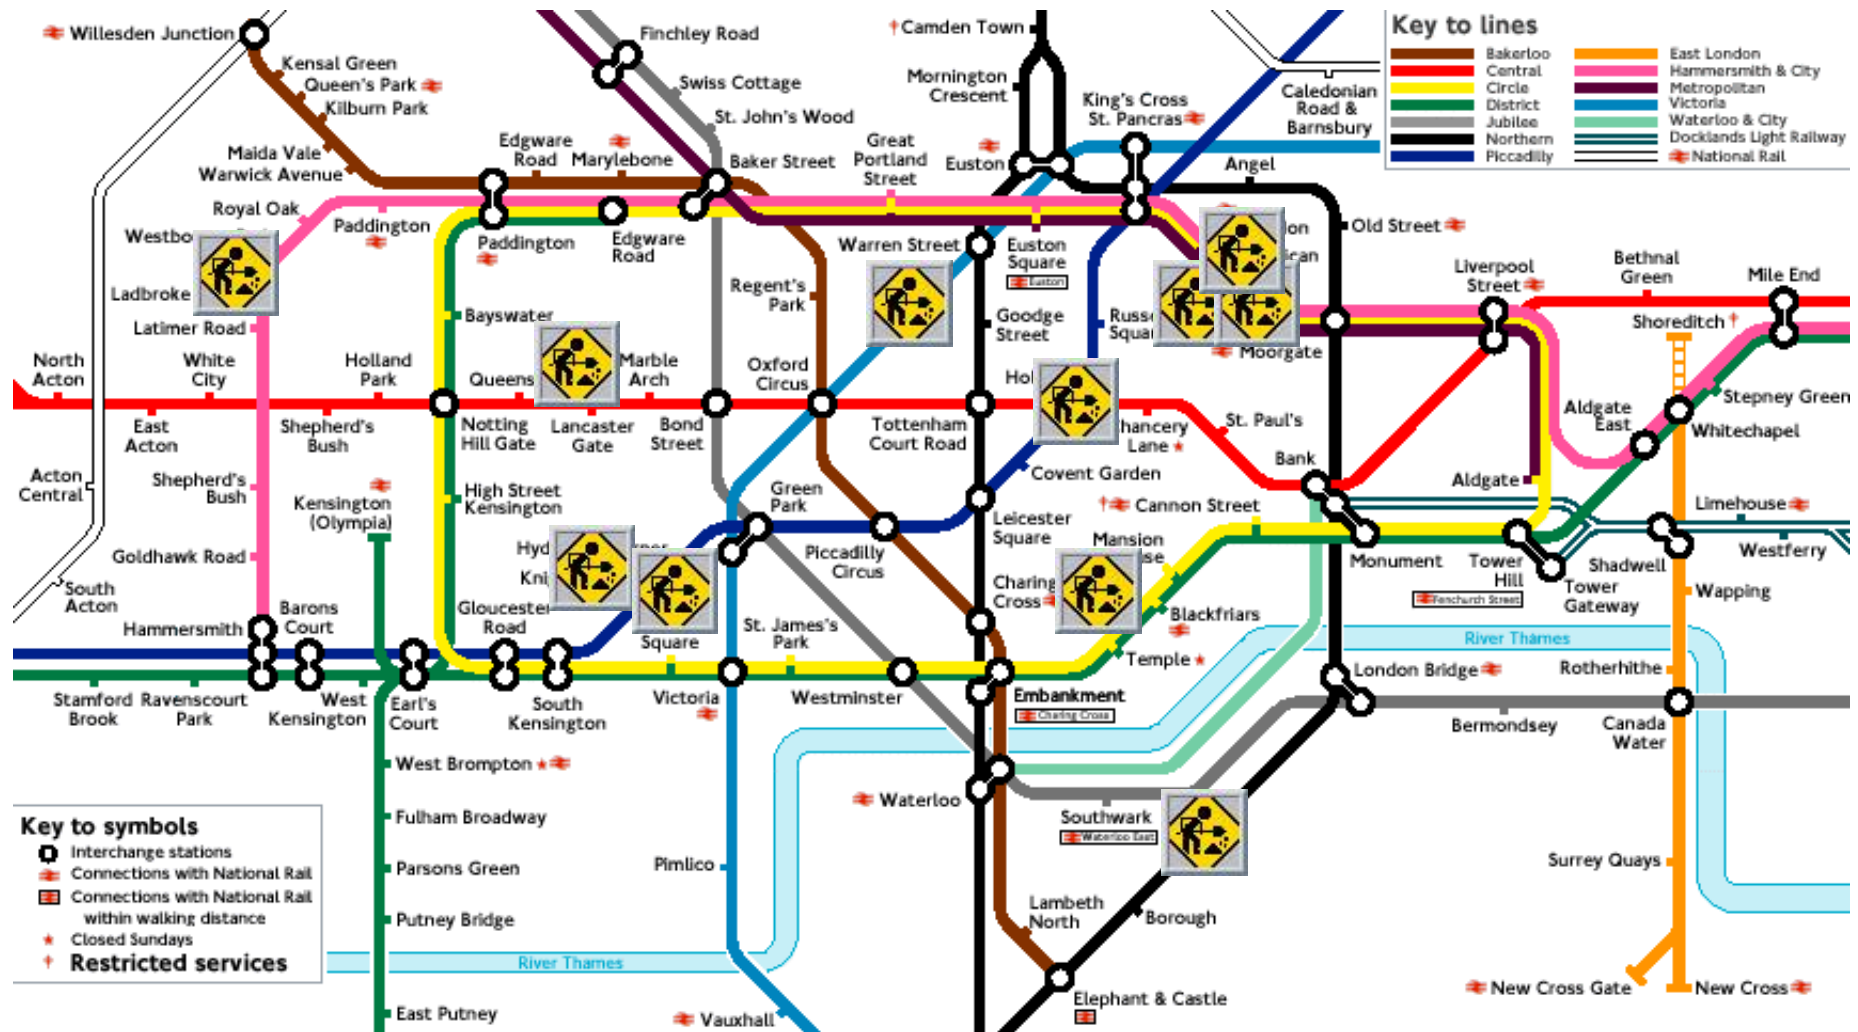 Willesden Junction
Kensal Green
Queen's Park
Kilburn Park
Maida Vale
Warwick Avenue
Royal Oak
Paddington
Edgware
Road
Marylebone
Finchley Road
Swiss Cottage
St. John's Wood
Baker Street
Great
Portland
Street
Camden Town
Mornington
Crescent
Euston
King's Cross
St. Pancras
Caledonian
Road &
Barnsbury
Angel
Old Street
Key to lines
Bakerloo
Central
Circle
District
Jubilee
Northern
Piccadilly
East London
Hammersmith & City
Metropolitan
Victoria
Waterloo & City
Docklands Light Railway
National Rail
Paddington
Edgware
Road
Warren Street
Euston
Square
Euston
Ladbroke
Latimer Road
Bayswater
Regent's
Park
Goodge
Street
Moorgate
Liverpool
Street
Bethnal
Green
Mile End
Shoreditch
North
Acton
White
City
Holland
Park
Queens
Marble
Arch
Oxford
Circus
East
Acton
Shepherd's
Bush
Notting
Hill Gate
Lancaster
Gate
Bond
Street
Tottenham
Court Road
Lane
St. Paul's
Aldgate
East
Stepney Green
Whitechapel
Acton
Central
Shepherd's
Bush
Kensington
(Olympia)
High Street
Kensington
Green
Park
Covent Garden
Leicester
Square
Bank
Cannon Street
Aldgate
Limehouse
Westferry
Goldhawk Road
South
Acton
Piccadilly
Circus
Charing
Cross
Mansion
Monument
Tower
Hill
Fenchurch Street
Tower
Gateway
Shadwell
Wapping
Blackfriars
Temple
River Thames
Hammersmith
Barons
Court
Gloucester
Road
Square
St. James's
Park
Stamford
Brook
Ravenscourt
Park
West
Kensington
Earl's
Court
South
Kensington
Victoria
Westminster
Embankment
Charing Cross
London Bridge
Rotherhithe
Bermondsey
Canada
Water
West Brompton
Fulham Broadway
Parsons Green
Putney Bridge
East Putney
Waterloo
Southwark
Waterloo East
Pimlico
Surrey Quays
Lambeth
North
Borough
River Thames
Vauxhall
Elephant & Castle
New Cross Gate
New Cross
Key to symbols
Interchange stations
Connections with National Rail
Connections with National Rail
within walking distance
Closed Sundays
Restricted services